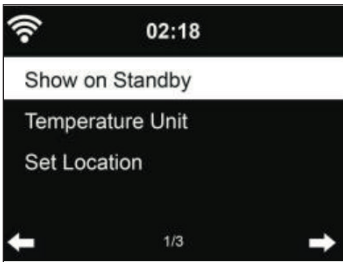 02:18
Show on Standby
Temperature Unit
Set Location
1/3